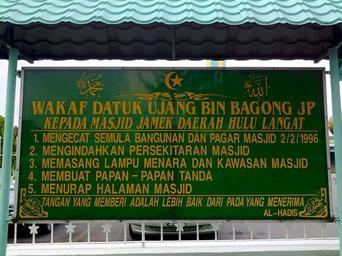 محمد
الله
WAKAF DATUK UJANG BIN BAGONG JP
KEPADA MASJID JAMEK DAERAH HULU LANGAT
1. MENGECAT SEMULA BANGUNAN DAN PAGAR MASJID 2/2/1996
2. MENGINDAHKAN PERSEKITARAN MASJID
3. MEMASANG LAMPU MENARA DAN KAWASAN MASJID
4. MEMBUAT PAPAN - PAPAN TANDA
5. MENURAP HALAMAN MASJID
TANGAN YANG MEMBERI ADALAH LEBIH BAIK DARI PADA YANG MENERIMA
AL-HADIS